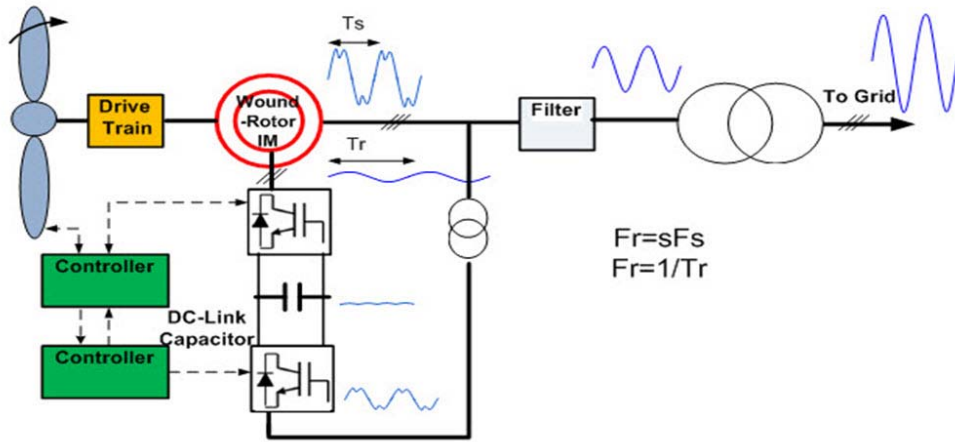 Ts
Drive
Train
Wound
-Rotor
IM
Filter
To Grid
Tr
Fr=sFs
Fr=1/Tr
Controller
DC-Link
Capacitor
Controller